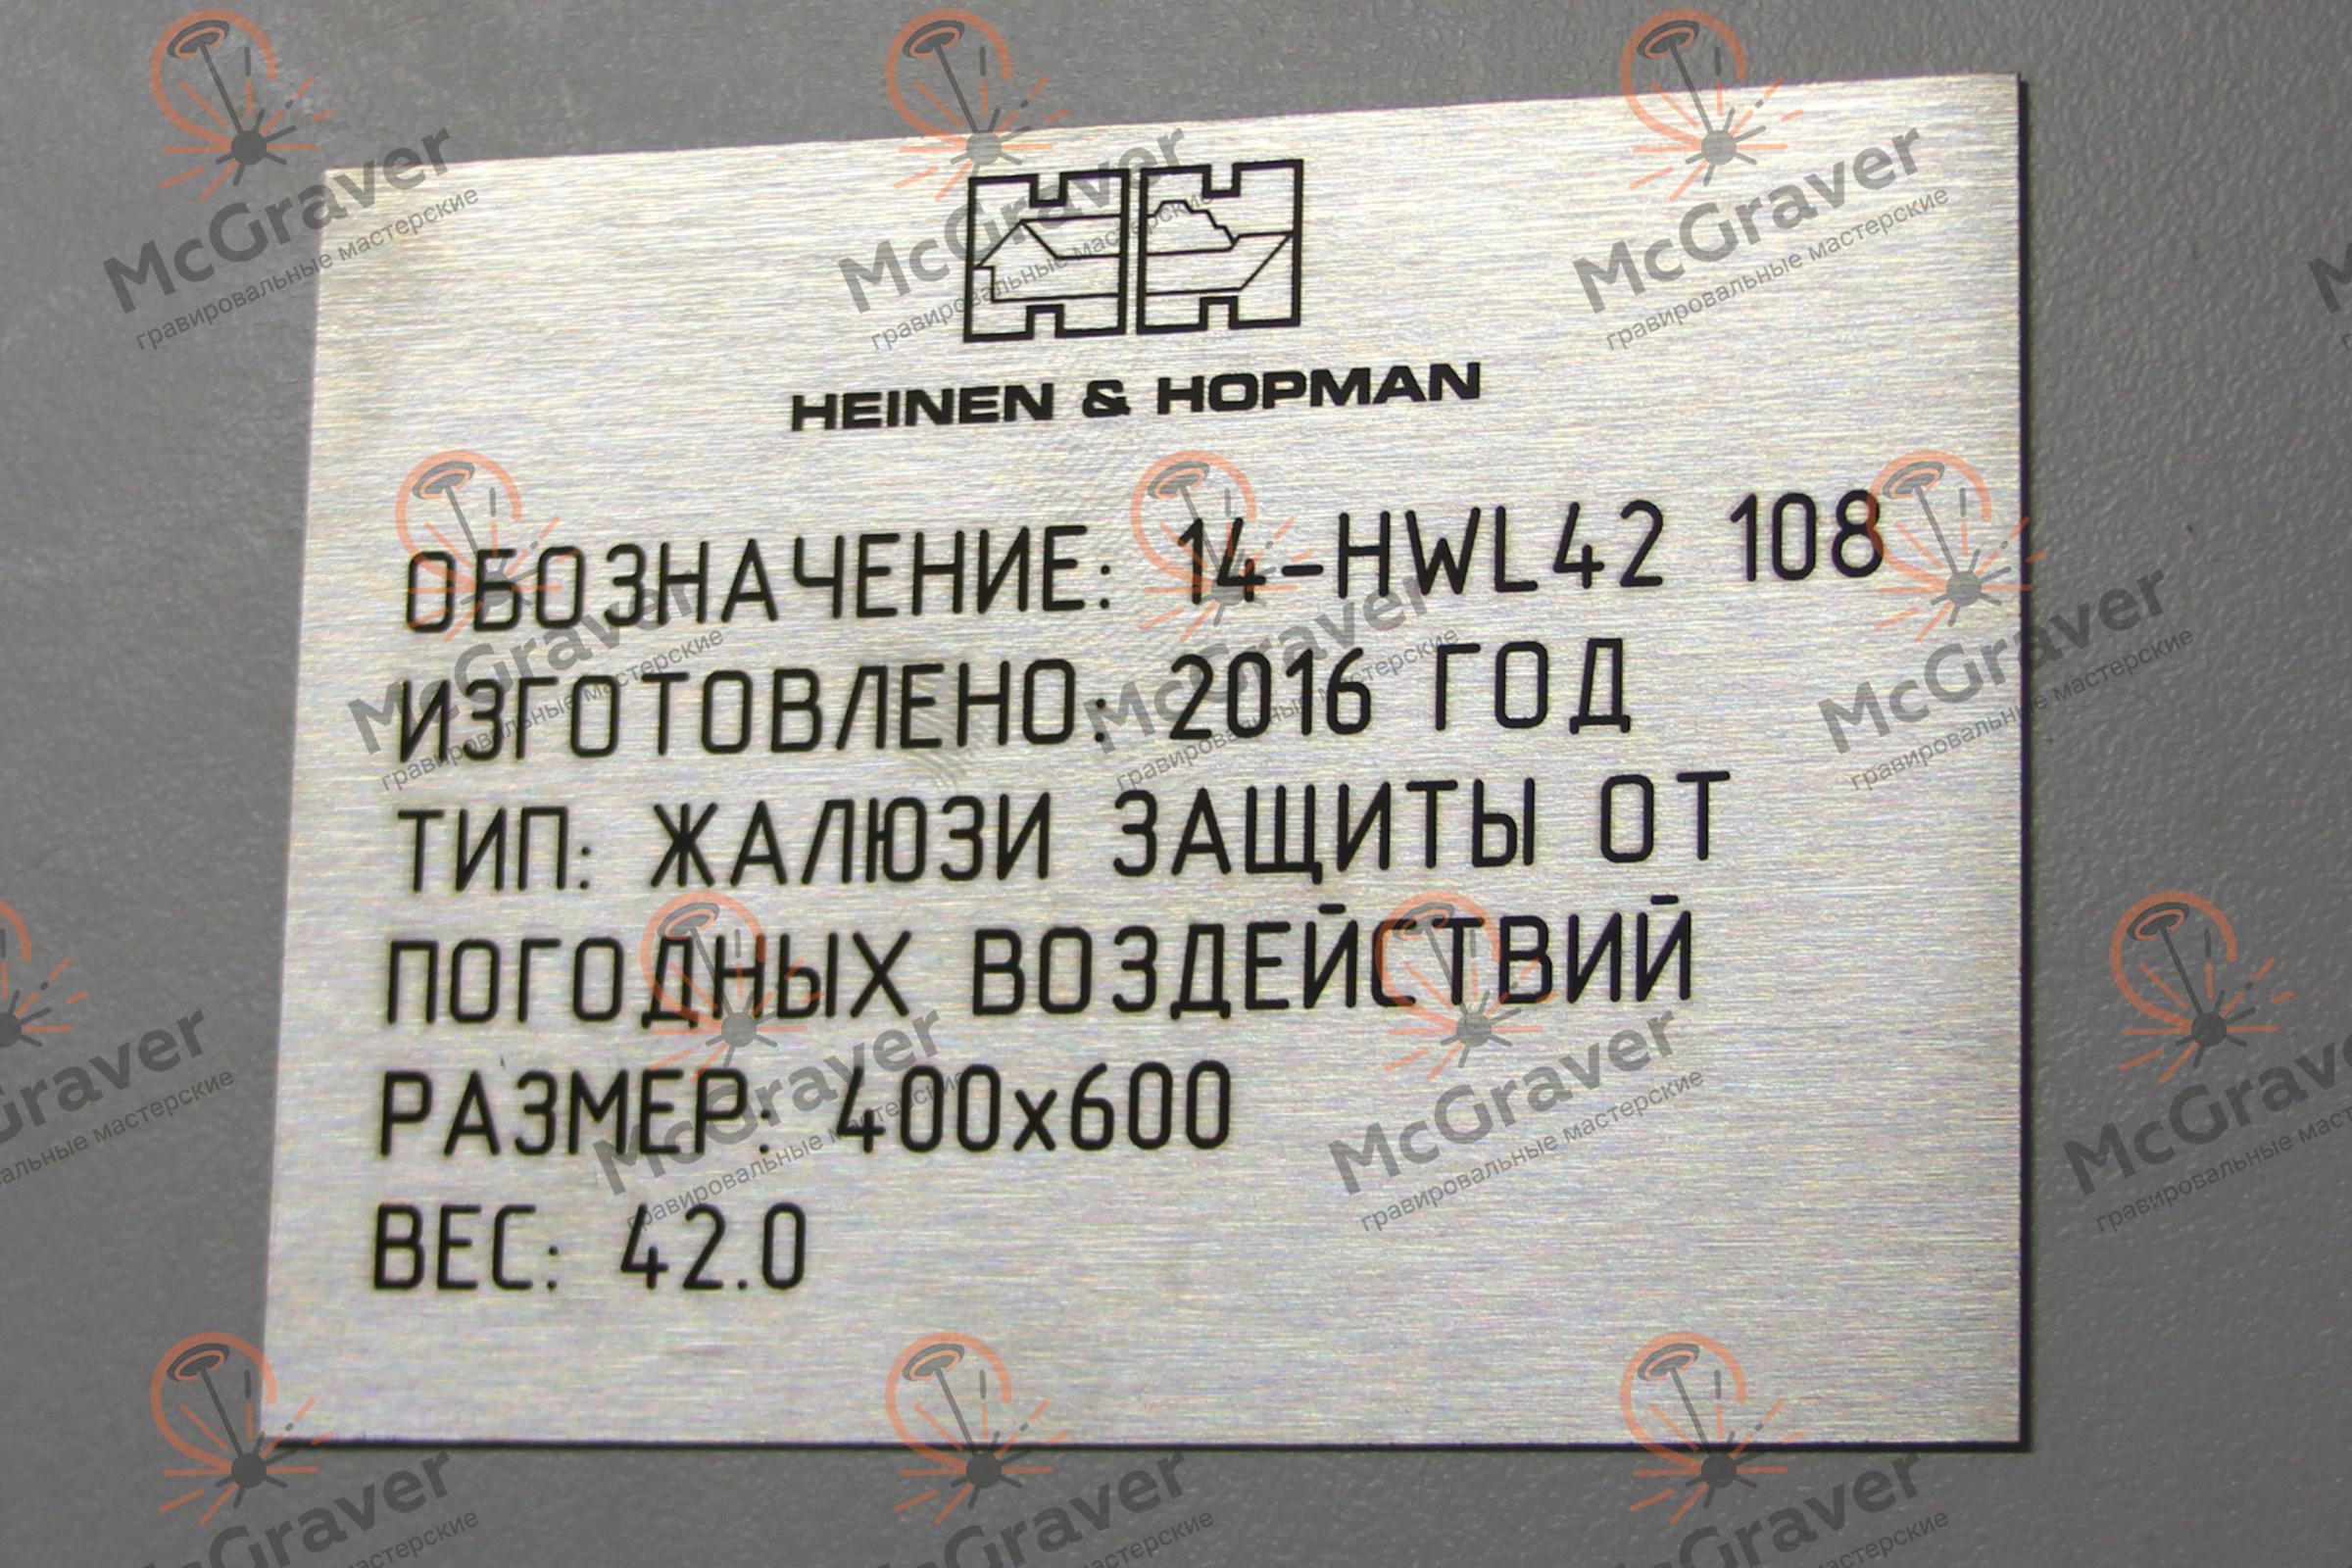 HEINEN & HOPMAN
ОБОЗНАЧЕНИЕ: 14-HWL42 108
ИЗГОТОВЛЕНО: 2016 ГОД
ТИП: ЖАЛЮЗИ ЗАЩИТЫ ОТ
ПОГОДНЫХ ВОЗДЕЙСТВИЙ
РАЗМЕР: 400x600
ВЕС: 42.0
McGraver
гравировальные мастерские